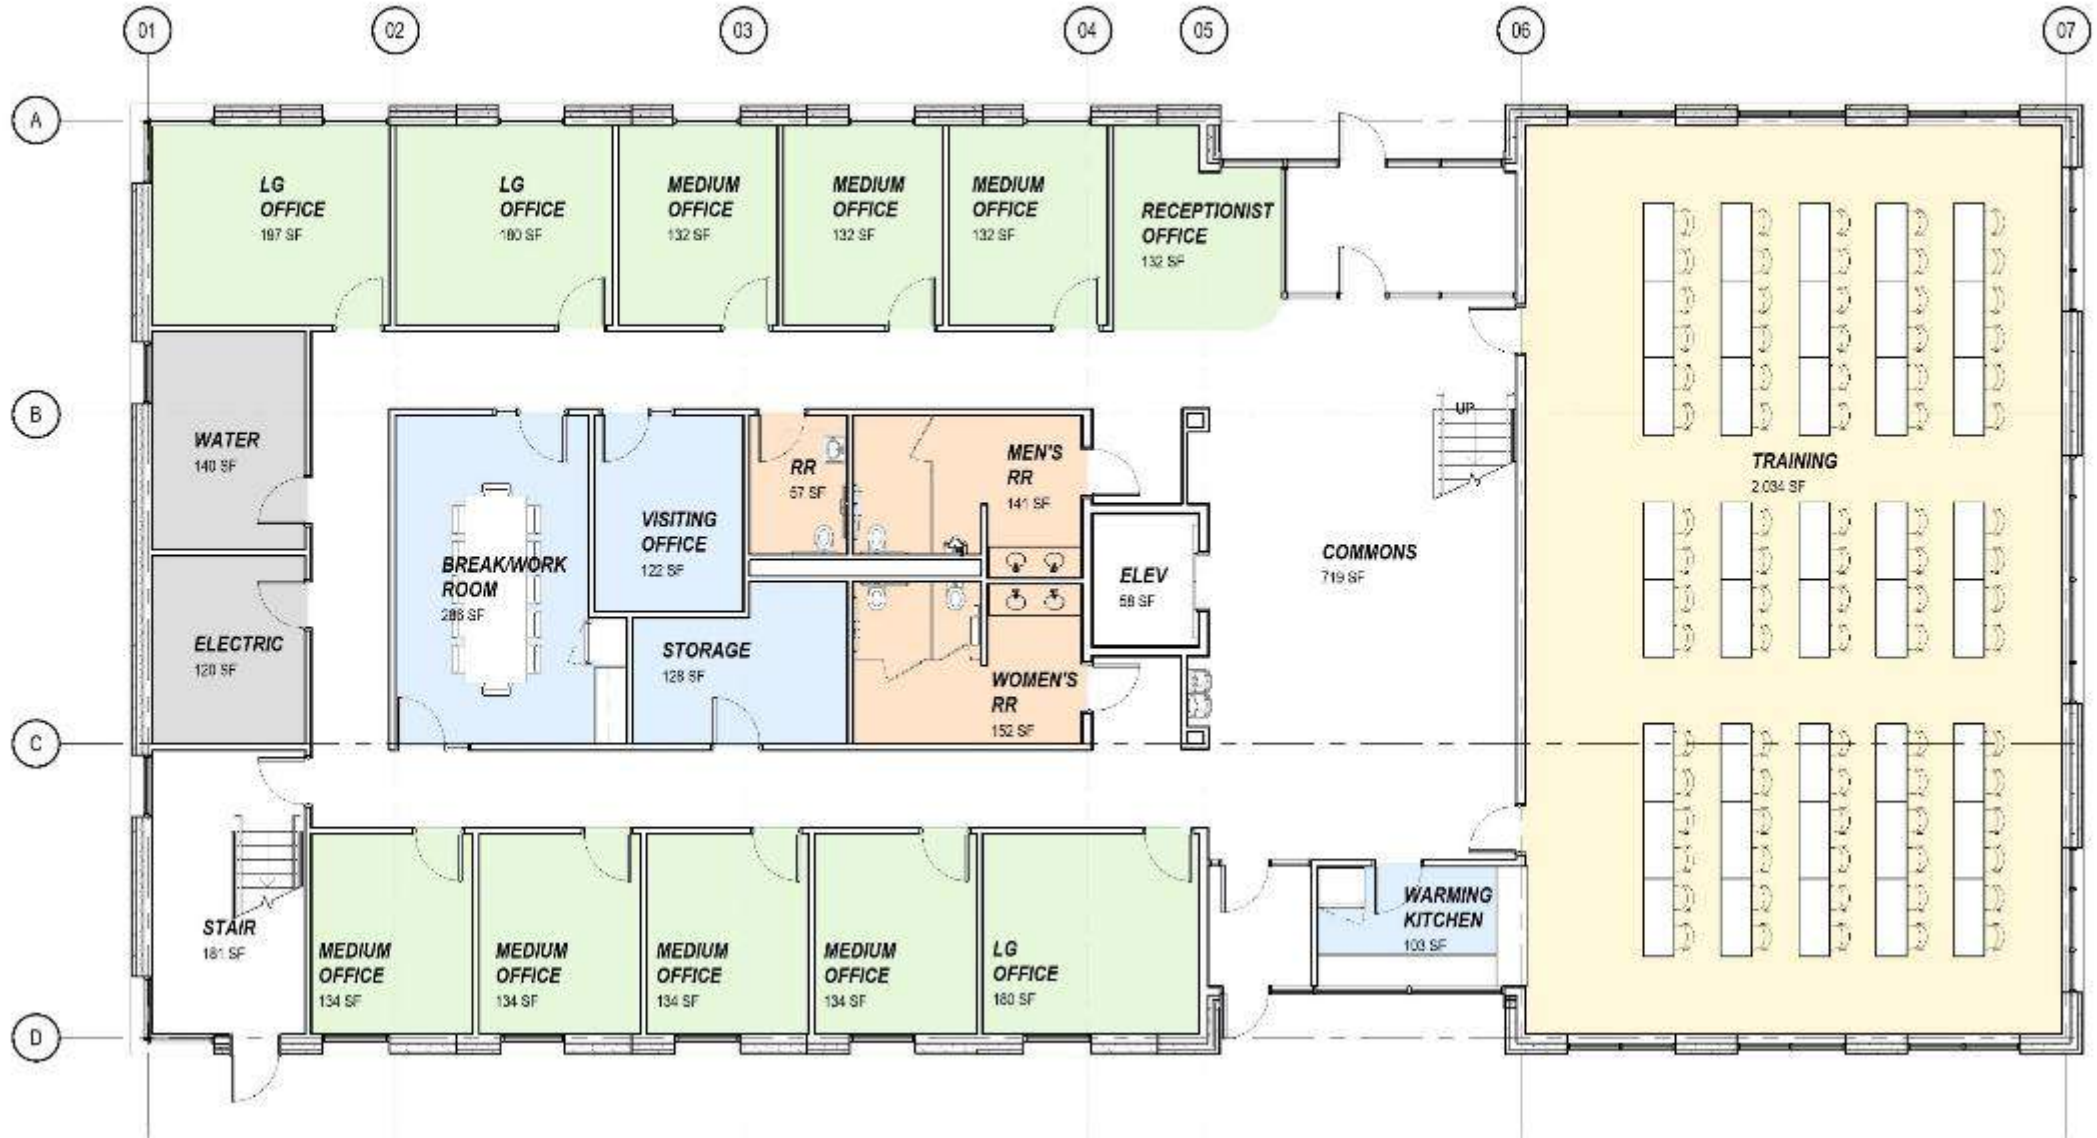 01
02
03
04
05
06
07
A
B
C
D
LG
OFFICE
197 SF
LG
OFFICE
180 SF
MEDIUM
OFFICE
132 SF
MEDIUM
OFFICE
132 SF
MEDIUM
OFFICE
132 SF
RECEPTIONIST
OFFICE
132 SF
WATER
140 SF
ELECTRIC
120 SF
BREAK/WORK
ROOM
286 SF
VISITING
OFFICE
122 SF
RR
57 SF
MEN'S
RR
141 SF
STORAGE
128 SF
WOMEN'S
RR
152 SF
ELEV
58 SF
COMMONS
719 SF
UP
TRAINING
2,034 SF
STAIR
181 SF
MEDIUM
OFFICE
134 SF
MEDIUM
OFFICE
134 SF
MEDIUM
OFFICE
134 SF
MEDIUM
OFFICE
134 SF
LG
OFFICE
180 SF
WARMING
KITCHEN
103 SF